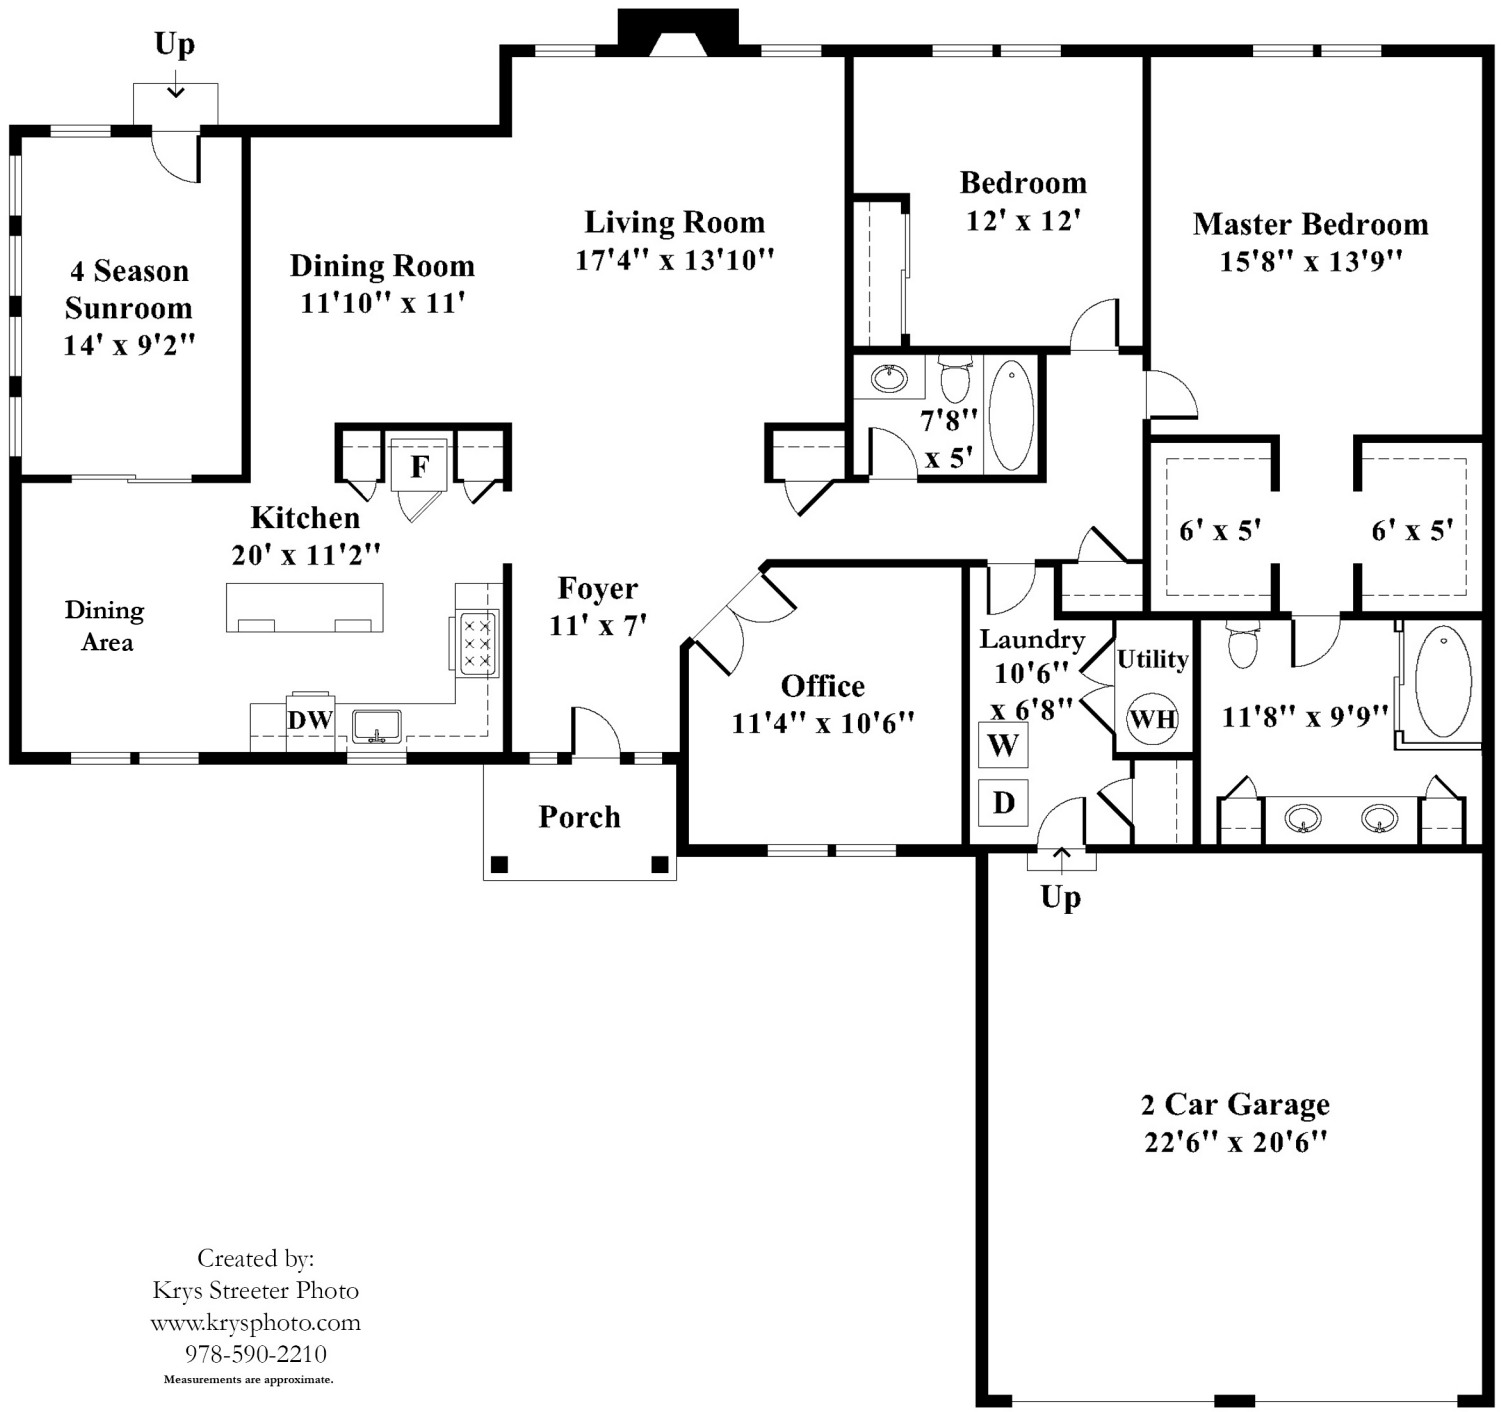 Up
4 Season
Sunroom
14' x 9'2"
Dining Room
11'10" x 11'
Living Room
17'4" x 13'10"
Bedroom
12' x 12'
Master Bedroom
15'8" x 13'9"
7'8"
x 5'
F
Kitchen
20' x 11'2"
Dining
Area
DW
Foyer
11' x 7'
Porch
Office
11'4" x 10'6"
Laundry
10'6"
x 6'8"
W
D
Utility
WH
6' x 5'
6' x 5'
11'8" x 9'9"
Up
2 Car Garage
22'6" x 20'6"
Created by:
Krys Streeter Photo
www.krysphoto.com
978-590-2210
Measurements are approximate.